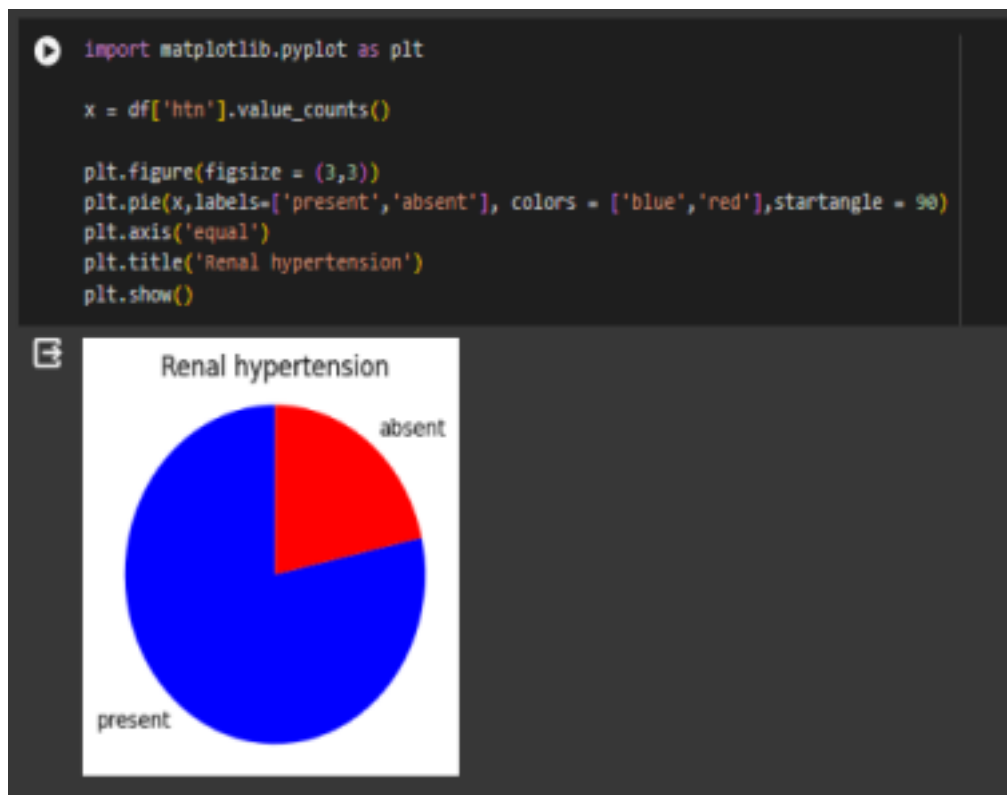 import matplotlib.pyplot as plt
x = df['htn'].value_counts()
plt.figure(figsize = (3,3))
plt.pie(x,labels=['present','absent'], colors = ['blue','red'],startangle = 90)
plt.axis('equal')
plt.title('Renal hypertension')
plt.show()
Renal hypertension
absent
present